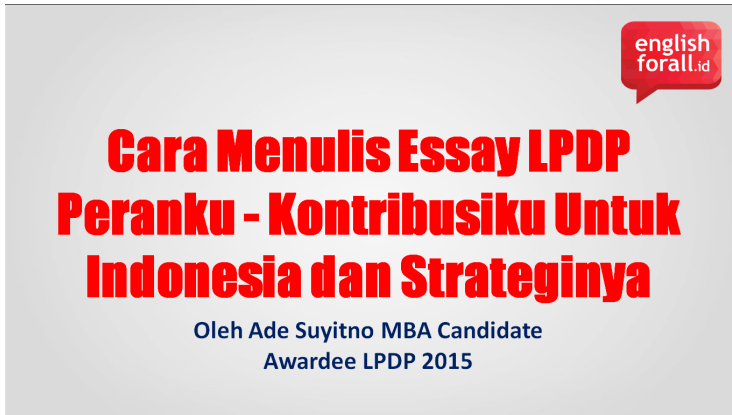 english
forall.id
Cara Menulis Essay LPDP
Peranku - Kontribusiku Untuk
Indonesia dan Strateginya
Oleh Ade Suyitno MBA Candidate
Awardee LPDP 2015